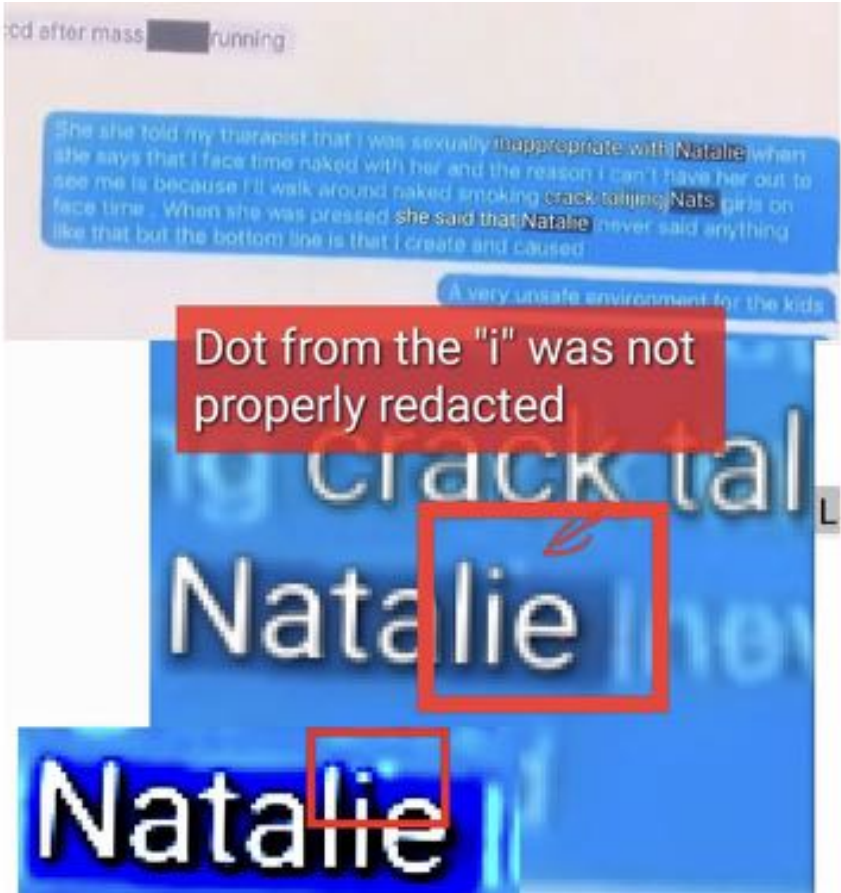 ccd after mass running
She she told my therapist that I was sexually inappropriate with Natalie when
she says that I face time naked with her and the reason I can't have her out to
see me is because I'll walk around naked smoking crack talijing Nats girls on
face time . When she was pressed she said that Natalie never said anything
like that but the bottom line is that I create and caused
A very unsafe environment for the kids
Dot from the "i" was not
properly redacted
ng crack tal
L
Natalie nev
Natalie